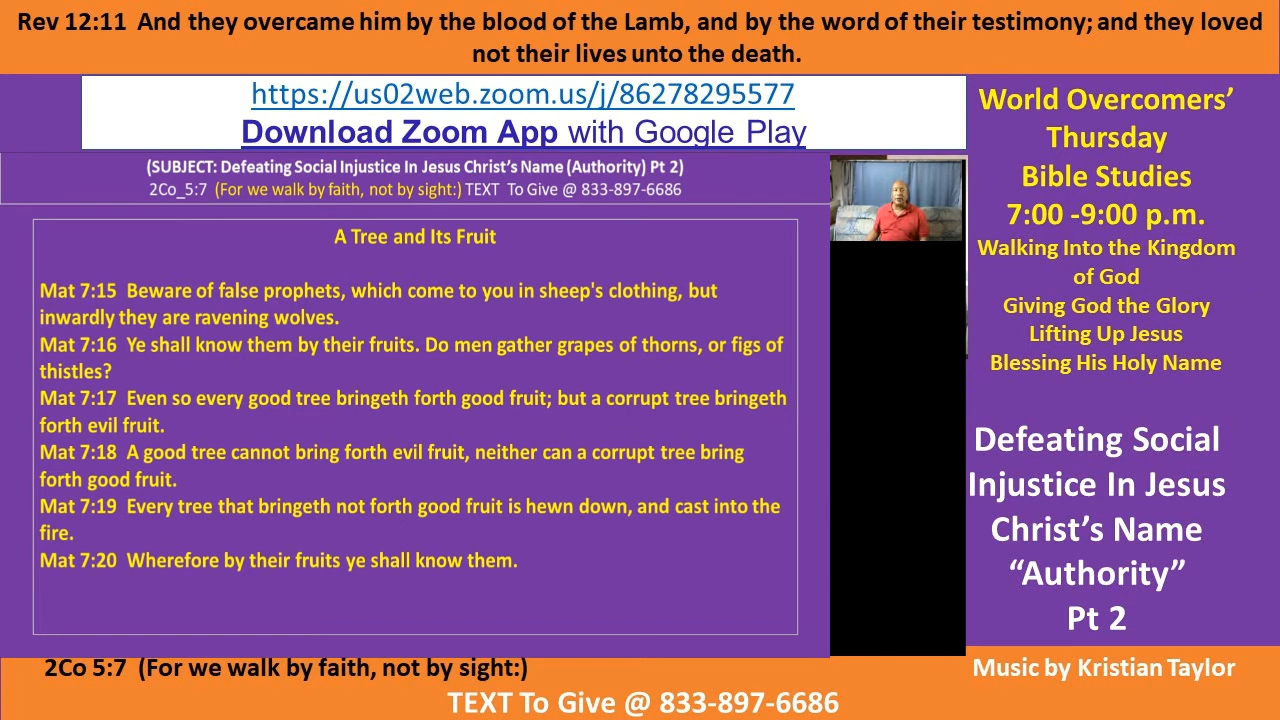 Rev 12:11  And they overcame him by the blood of the Lamb, and by the word of their testimony; and they loved
not their lives unto the death.
https://us02web.zoom.us/j/86278295577
Download Zoom App with Google Play
(SUBJECT: Defeating Social Injustice In Jesus Christ's Name (Authority) Pt 2)
2Co_5:7  (For we walk by faith, not by sight:) TEXT  To Give @ 833-897-6686
A Tree and Its Fruit
Mat 7:15  Beware of false prophets, which come to you in sheep's clothing, but
inwardly they are ravening wolves.
Mat 7:16  Ye shall know them by their fruits. Do men gather grapes of thorns, or figs of
thistles?
Mat 7:17  Even so every good tree bringeth forth good fruit; but a corrupt tree bringeth
forth evil fruit.
Mat 7:18  A good tree cannot bring forth evil fruit, neither can a corrupt tree bring
forth good fruit.
Mat 7:19  Every tree that bringeth not forth good fruit is hewn down, and cast into the
fire.
Mat 7:20  Wherefore by their fruits ye shall know them.
World Overcomers'
Thursday
Bible Studies
7:00 -9:00 p.m.
Walking Into the Kingdom
of God
Giving God the Glory
Lifting Up Jesus
Blessing His Holy Name
Defeating Social
Injustice In Jesus
Christ's Name
"Authority"
Pt 2
2Co 5:7  (For we walk by faith, not by sight:)
Music by Kristian Taylor
TEXT To Give @ 833-897-6686